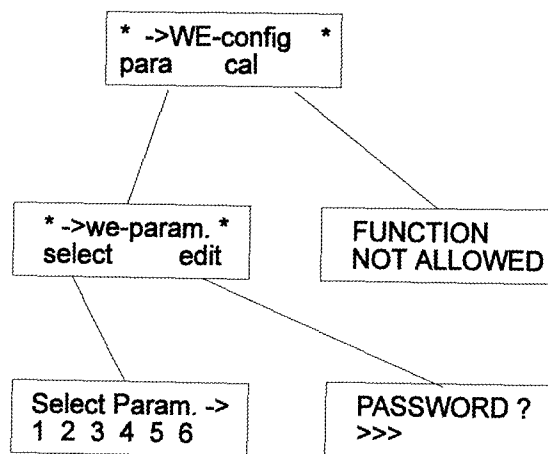 * ->WE-config *
para cal
* ->we-param. *
select edit
FUNCTION
NOT ALLOWED
Select Param. ->
1 2 3 4 5 6
PASSWORD ?
>>>